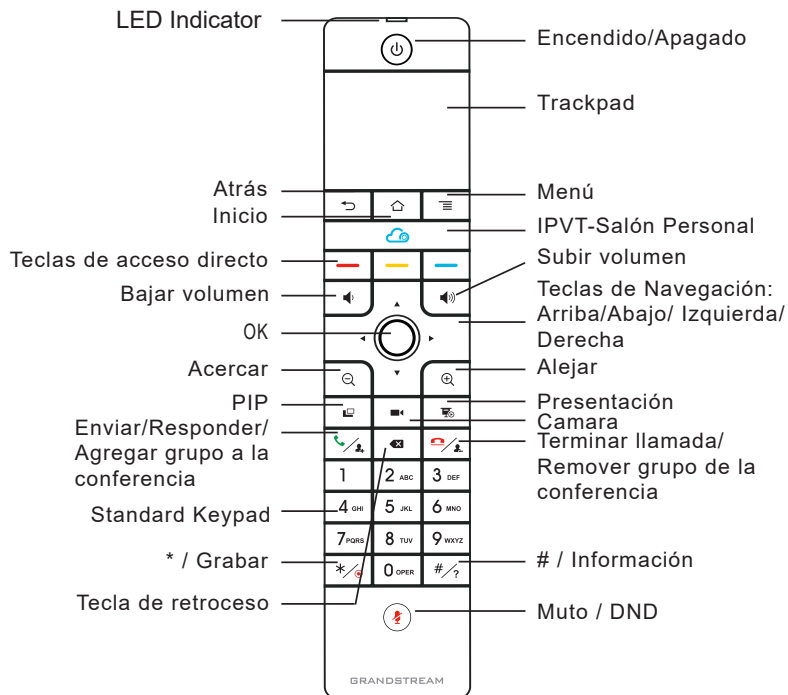 LED Indicator
Encendido/Apagado
Trackpad
Atrás
Menú
Inicio
IPVT-Salón Personal
Teclas de acceso directo
Subir volumen
Bajar volumen
Teclas de Navegación:
Arriba/Abajo/ Izquierda/
Derecha
OK
Acercar
Alejar
PIP
Presentación
Camara
Enviar/Responder/
Agregar grupo a la
conferencia
Terminar llamada/
Remover grupo de la
conferencia
1 2 ABC 3 DEF
Standard Keypad
4 GHI 5 JKL 6 MNO
7 PQRS 8 TUV 9 WXYZ
* / Grabar
* 0 OPER #/?
# / Información
Tecla de retroceso
Muto / DND
GRANDSTREAM